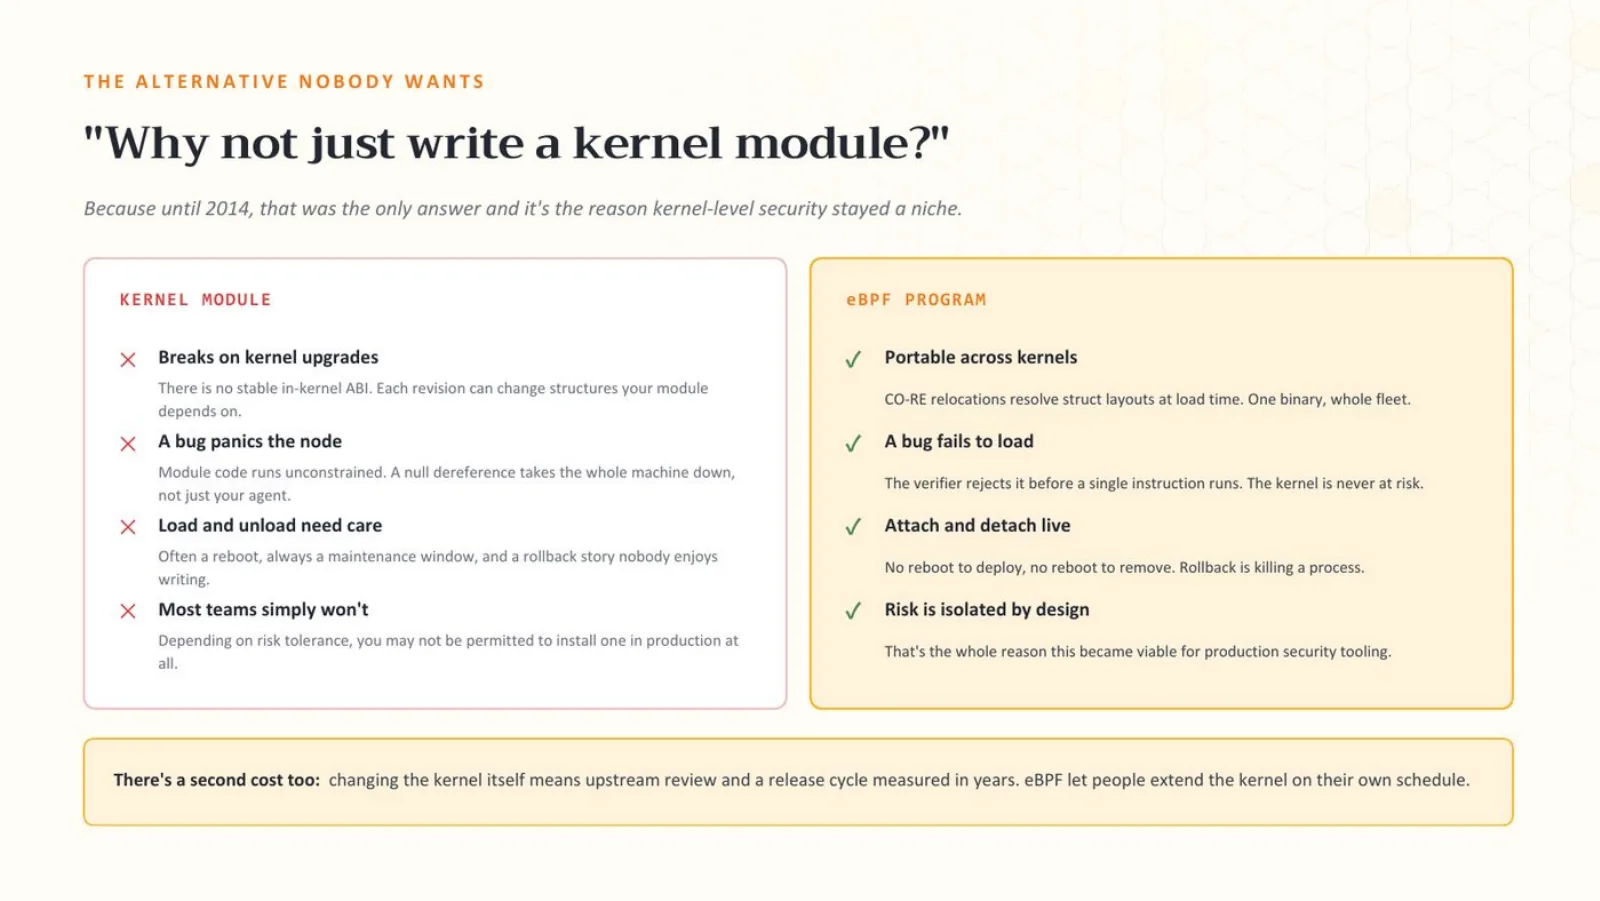 THE ALTERNATIVE NOBODY WANTS
"Why not just write a kernel module?"
Because until 2014, that was the only answer and it's the reason kernel-level security stayed a niche.
KERNEL MODULE
✕ Breaks on kernel upgrades
There is no stable in-kernel ABI. Each revision can change structures your module
depends on.
✕ A bug panics the node
Module code runs unconstrained. A null dereference takes the whole machine down,
not just your agent.
✕ Load and unload need care
Often a reboot, always a maintenance window, and a rollback story nobody enjoys
writing.
✕ Most teams simply won't
Depending on risk tolerance, you may not be permitted to install one in production at
all.
eBPF PROGRAM
✓ Portable across kernels
CO-RE relocations resolve struct layouts at load time. One binary, whole fleet.
✓ A bug fails to load
The verifier rejects it before a single instruction runs. The kernel is never at risk.
✓ Attach and detach live
No reboot to deploy, no reboot to remove. Rollback is killing a process.
✓ Risk is isolated by design
That's the whole reason this became viable for production security tooling.
There's a second cost too: changing the kernel itself means upstream review and a release cycle measured in years. eBPF let people extend the kernel on their own schedule.